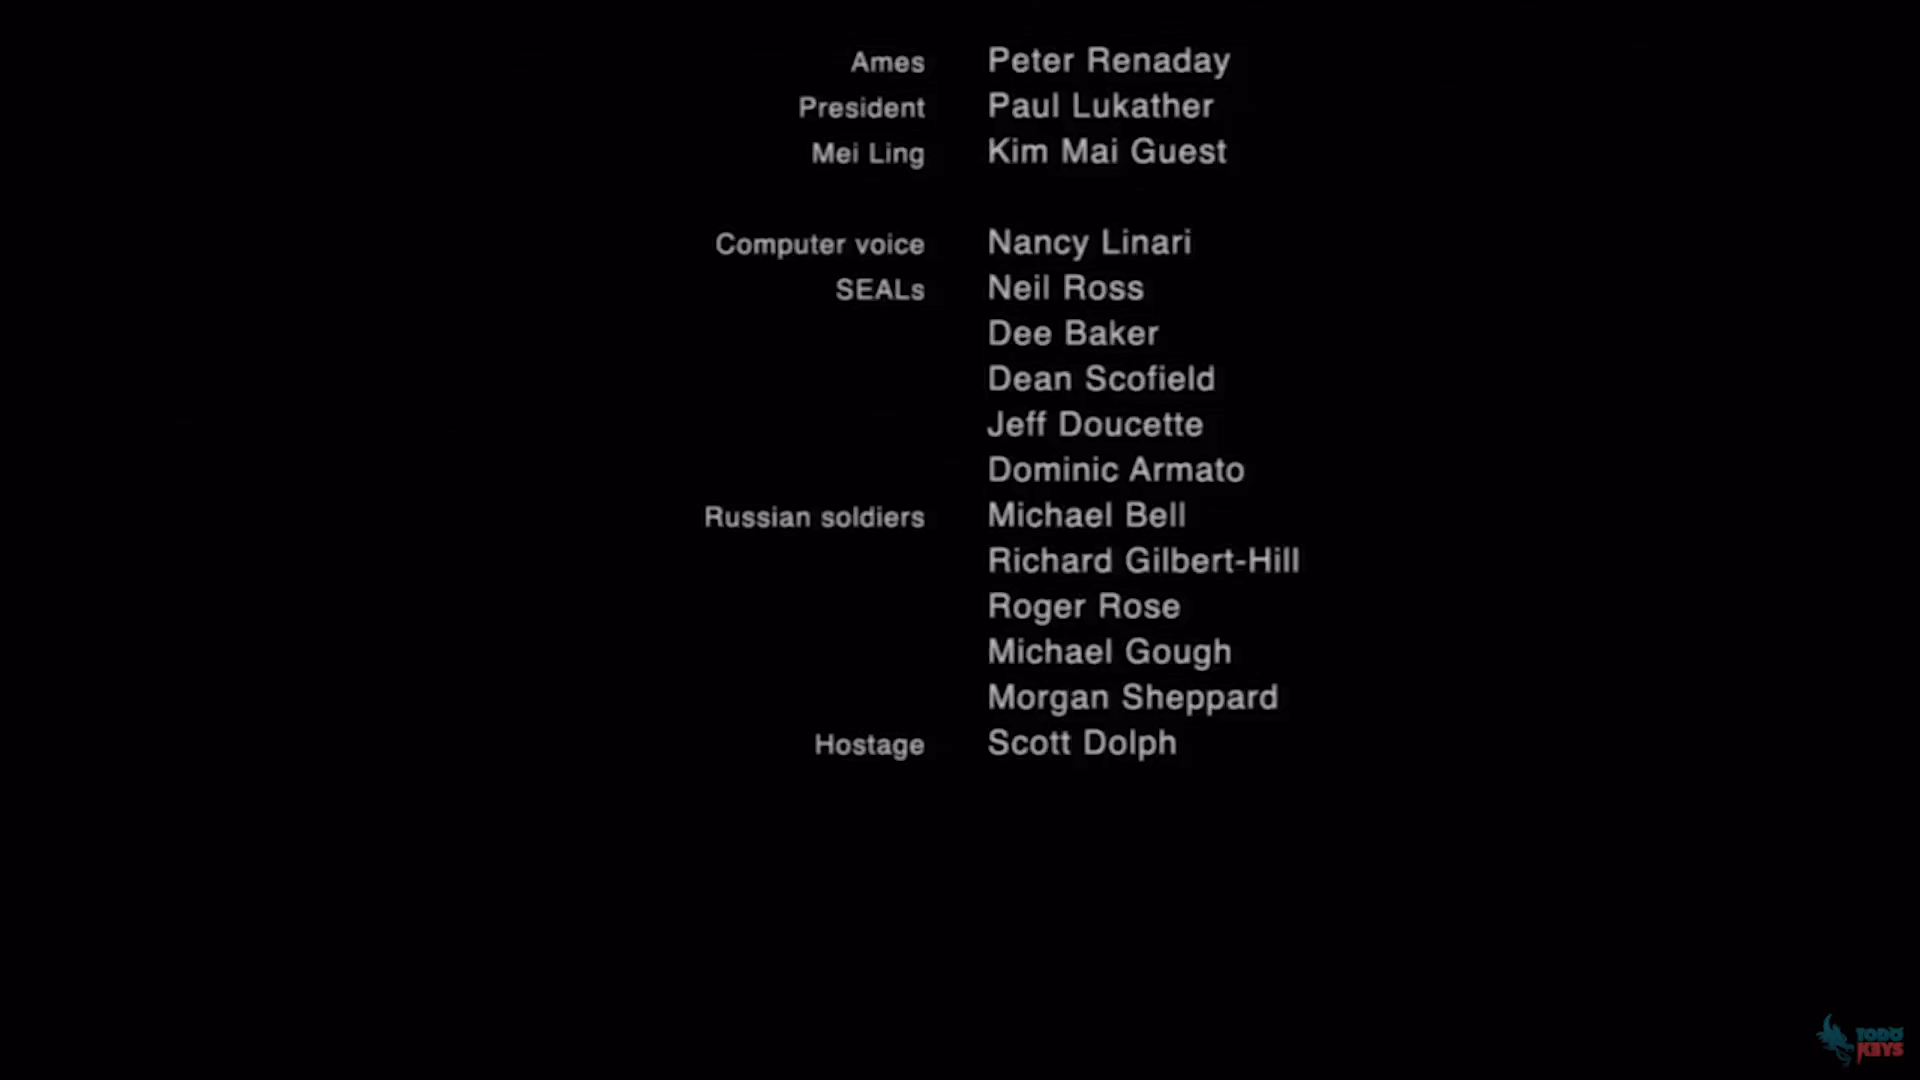 Ames Peter Renaday
President Paul Lukather
Mei Ling Kim Mai Guest
Computer voice Nancy Linari
SEALs Neil Ross
Dee Baker
Dean Scofield
Jeff Doucette
Dominic Armato
Russian soldiers Michael Bell
Richard Gilbert-Hill
Roger Rose
Michael Gough
Morgan Sheppard
Hostage Scott Dolph
TODO
KEYS